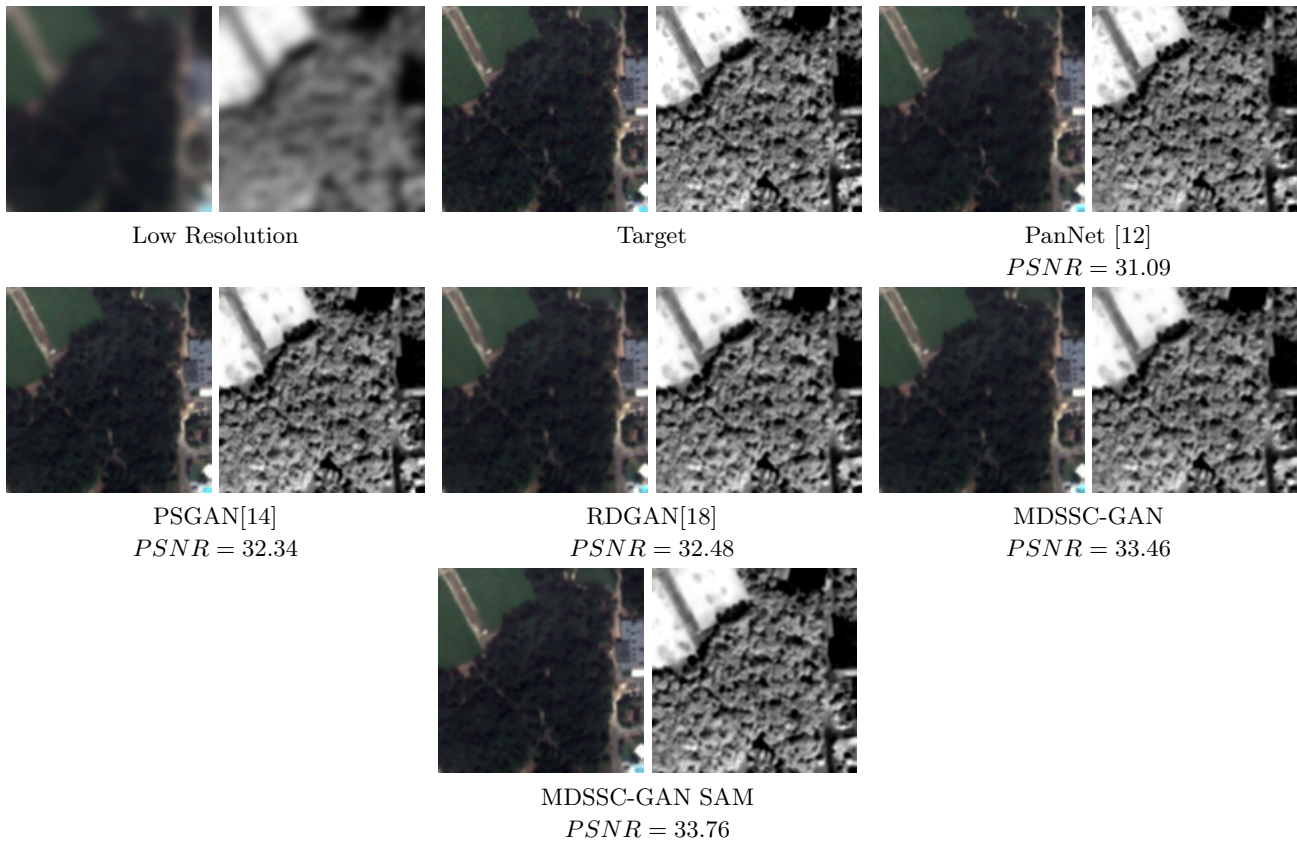 Low Resolution
Target
PanNet [12]
PSNR = 31.09
PSGAN[14]
PSNR = 32.34
RDGAN[18]
PSNR = 32.48
MDSSC-GAN
PSNR = 33.46
MDSSC-GAN SAM
PSNR = 33.76